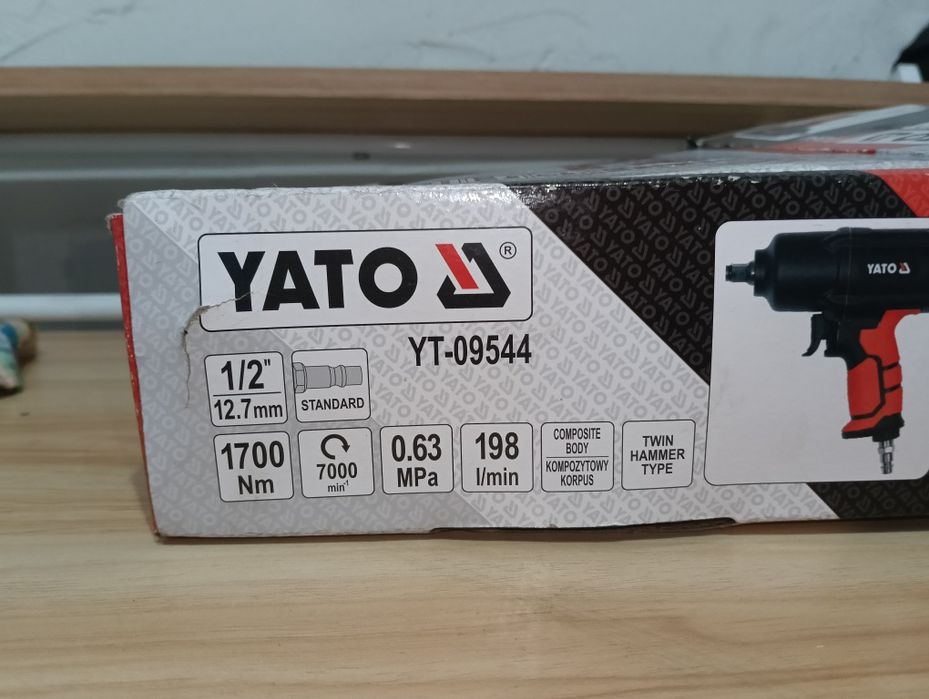 YATO ®
YT-09544
1/2"
12.7mm
STANDARD
1700
Nm
7000
min⁻¹
0.63
MPa
198
l/min
COMPOSITE
BODY
KOMPOZYTOWY
KORPUS
TWIN
HAMMER
TYPE
YATO